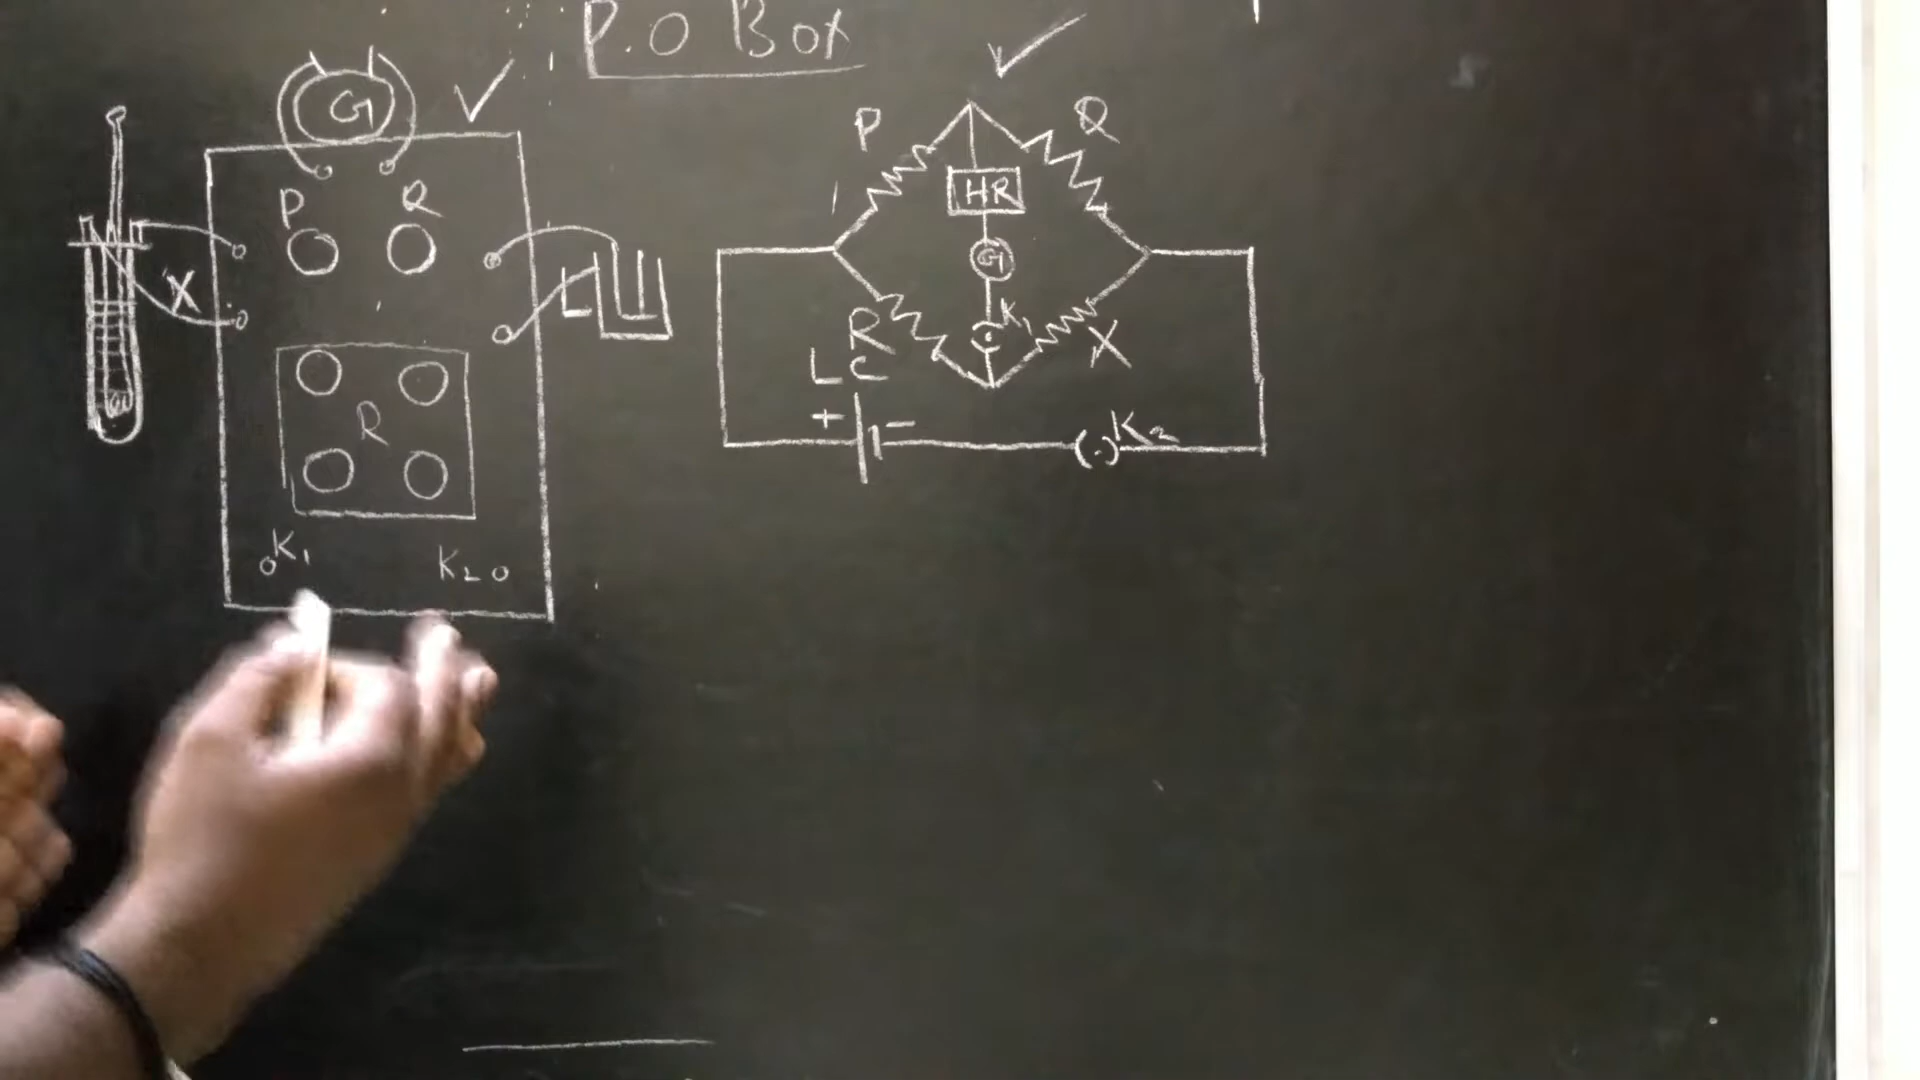 P.O Box
G
P Q
X
R
K₁ K₂
P Q
HR
G
K₁
R X
LC
+ -
(.) K₂